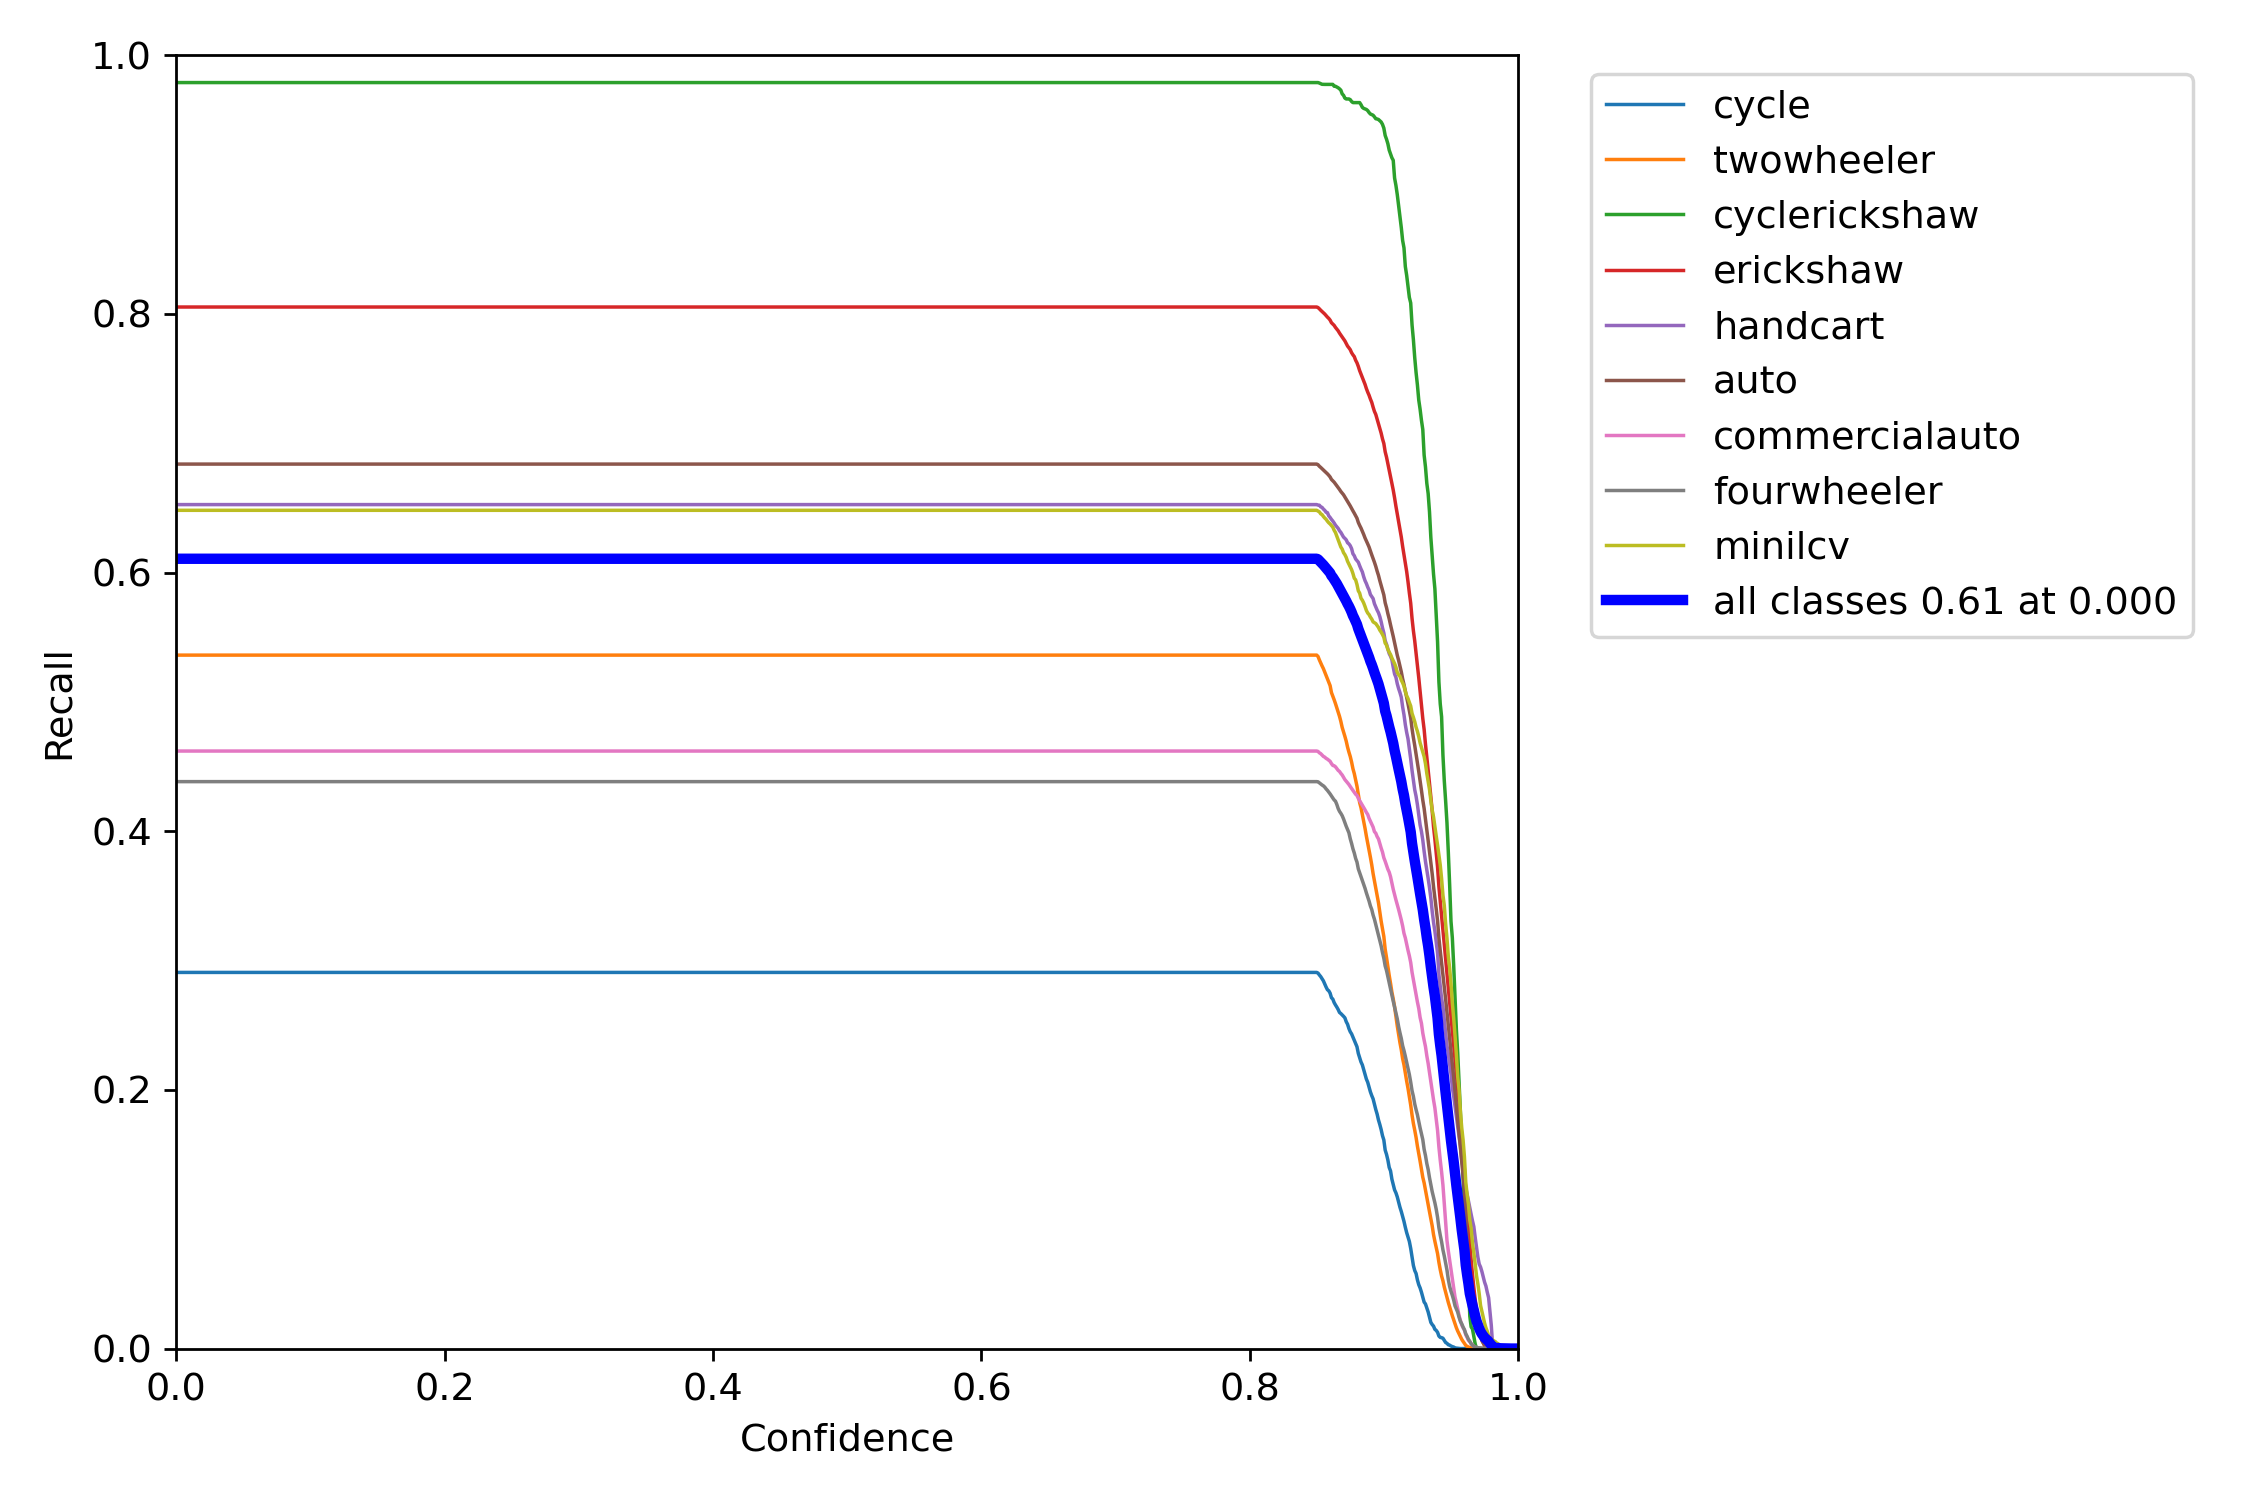 1.0
0.8
0.6
0.4
0.2
0.0
Recall
0.0 0.2 0.4 0.6 0.8 1.0
Confidence
cycle
twowheeler
cyclerickshaw
erickshaw
handcart
auto
commercialauto
fourwheeler
minilcv
all classes 0.61 at 0.000